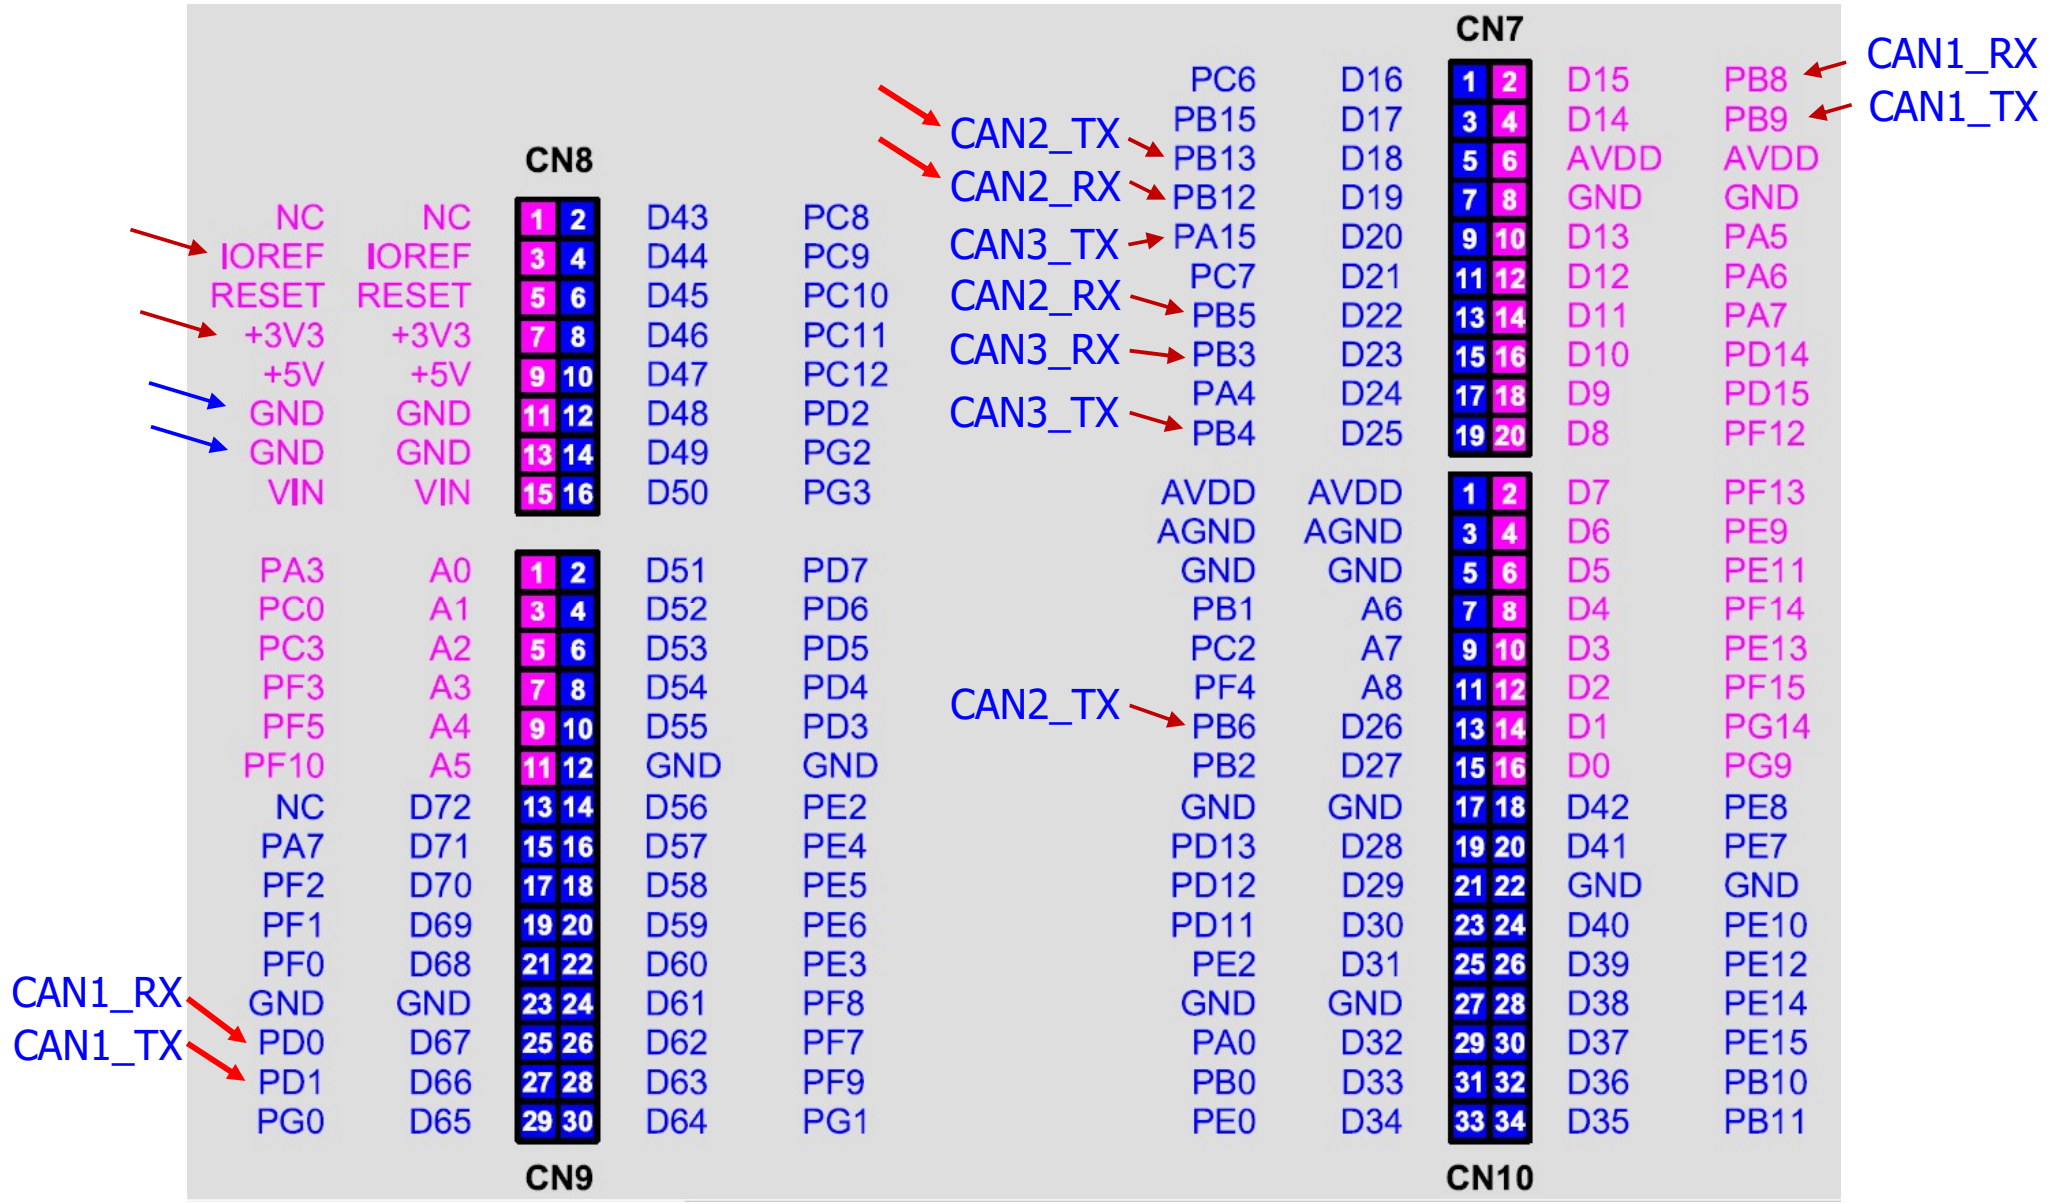 CN7
PC6 D16 1 2 D15 PB8 CAN1_RX
PB15 D17 3 4 D14 PB9 CAN1_TX
CAN2_TX PB13 D18 5 6 AVDD AVDD
CAN2_RX PB12 D19 7 8 GND GND
CAN3_TX PA15 D20 9 10 D13 PA5
PC7 D21 11 12 D12 PA6
CAN2_RX PB5 D22 13 14 D11 PA7
CAN3_RX PB3 D23 15 16 D10 PD14
PA4 D24 17 18 D9 PD15
CAN3_TX PB4 D25 19 20 D8 PF12
CN8
NC NC 1 2 D43 PC8
IOREF IOREF 3 4 D44 PC9
RESET RESET 5 6 D45 PC10
+3V3 +3V3 7 8 D46 PC11
+5V +5V 9 10 D47 PC12
GND GND 11 12 D48 PD2
GND GND 13 14 D49 PG2
VIN VIN 15 16 D50 PG3
PA3 A0 1 2 D51 PD7
PC0 A1 3 4 D52 PD6
PC3 A2 5 6 D53 PD5
PF3 A3 7 8 D54 PD4
PF5 A4 9 10 D55 PD3
PF10 A5 11 12 GND GND
NC D72 13 14 D56 PE2
PA7 D71 15 16 D57 PE4
PF2 D70 17 18 D58 PE5
PF1 D69 19 20 D59 PE6
PF0 D68 21 22 D60 PE3
CAN1_RX GND GND 23 24 D61 PF8
CAN1_TX PD0 D67 25 26 D62 PF7
PD1 D66 27 28 D63 PF9
PG0 D65 29 30 D64 PG1
CN9
AVDD AVDD 1 2 D7 PF13
AGND AGND 3 4 D6 PE9
GND GND 5 6 D5 PE11
PB1 A6 7 8 D4 PF14
PC2 A7 9 10 D3 PE13
PF4 A8 11 12 D2 PF15
CAN2_TX PB6 D26 13 14 D1 PG14
PB2 D27 15 16 D0 PG9
GND GND 17 18 D42 PE8
PD13 D28 19 20 D41 PE7
PD12 D29 21 22 GND GND
PD11 D30 23 24 D40 PE10
PE2 D31 25 26 D39 PE12
GND GND 27 28 D38 PE14
PA0 D32 29 30 D37 PE15
PB0 D33 31 32 D36 PB10
PE0 D34 33 34 D35 PB11
CN10